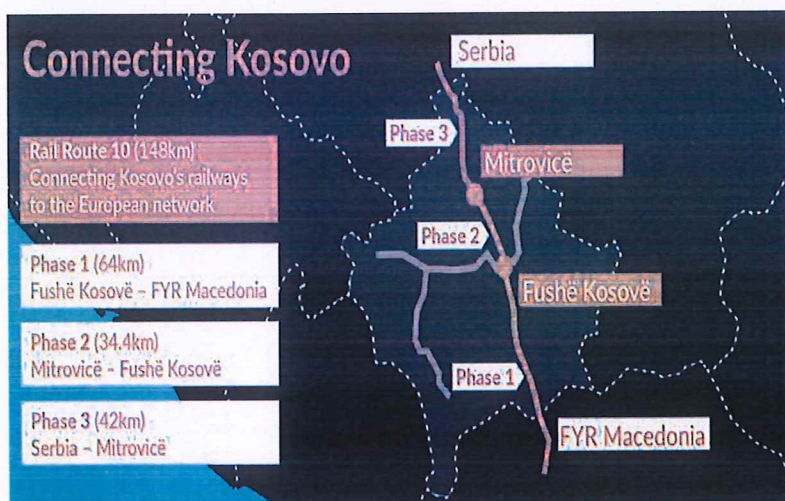 Connecting Kosovo
Rail Route 10 (148km)
Connecting Kosovo's railways
to the European network
Phase 1 (64km)
Fushë Kosovë – FYR Macedonia
Phase 2 (34.4km)
Mitrovicë – Fushë Kosovë
Phase 3 (42km)
Serbia – Mitrovicë
Serbia
Phase 3
Mitrovicë
Phase 2
Fushë Kosovë
Phase 1
FYR Macedonia